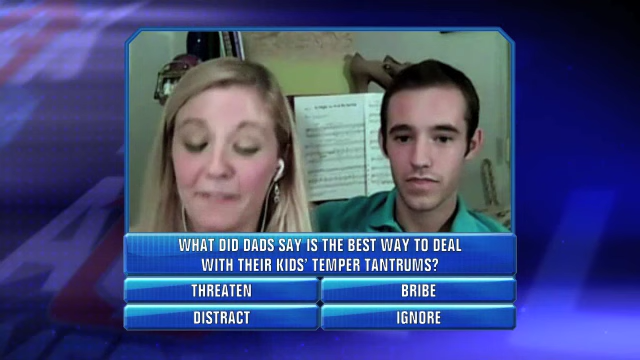 WHAT DID DADS SAY IS THE BEST WAY TO DEAL
WITH THEIR KIDS' TEMPER TANTRUMS?
THREATEN
BRIBE
DISTRACT
IGNORE